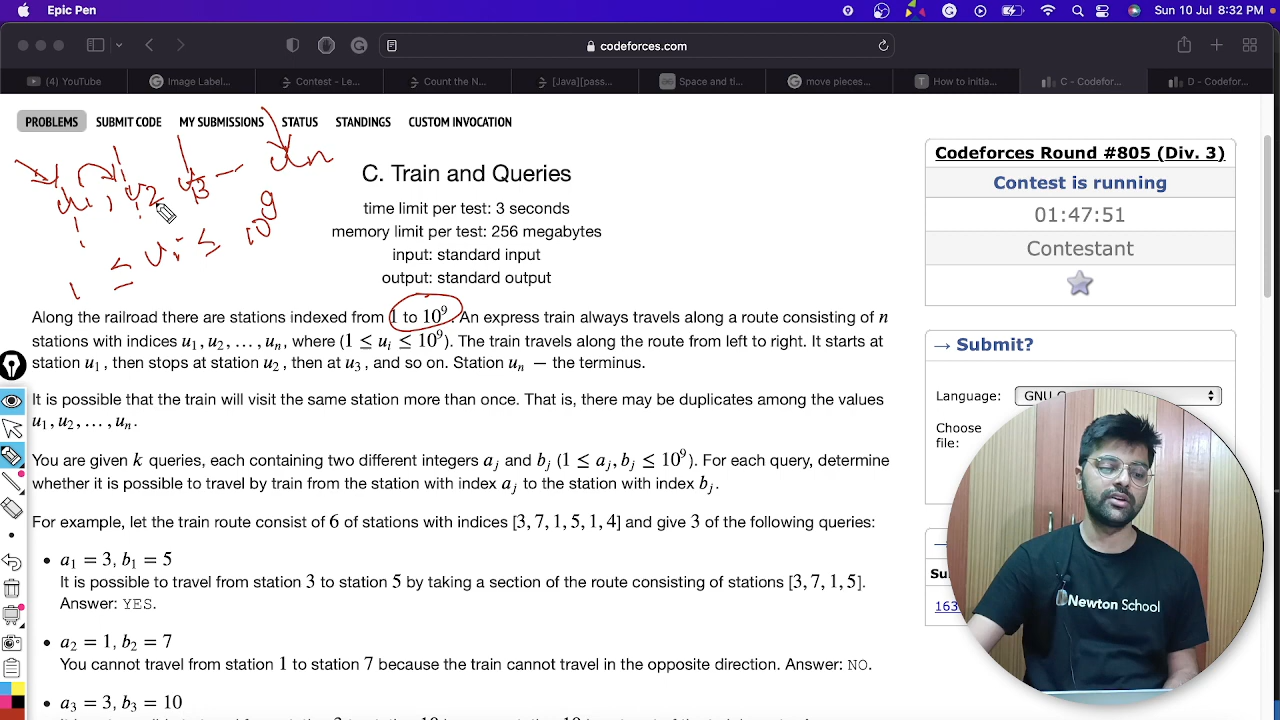 Epic Pen
Sun 10 Jul 8:32 PM
codeforces.com
(4) YouTube
Image Label...
Contest - Le...
Count the N...
[Java][pass...
Space and ti...
move pieces...
How to initia...
C - Codefor...
D - Codefor...
PROBLEMS SUBMIT CODE MY SUBMISSIONS STATUS STANDINGS CUSTOM INVOCATION
u1, u2 u3 -- un
1 ≤ ui ≤ 10^9
C. Train and Queries
time limit per test: 3 seconds
memory limit per test: 256 megabytes
input: standard input
output: standard output
Along the railroad there are stations indexed from 1 to 10^9. An express train always travels along a route consisting of n
stations with indices u1, u2, …, un, where (1 ≤ ui ≤ 10^9). The train travels along the route from left to right. It starts at
station u1, then stops at station u2, then at u3, and so on. Station un — the terminus.
It is possible that the train will visit the same station more than once. That is, there may be duplicates among the values
u1, u2, …, un.
You are given k queries, each containing two different integers aj and bj (1 ≤ aj, bj ≤ 10^9). For each query, determine
whether it is possible to travel by train from the station with index aj to the station with index bj.
For example, let the train route consist of 6 of stations with indices [3, 7, 1, 5, 1, 4] and give 3 of the following queries:
• a1 = 3, b1 = 5
It is possible to travel from station 3 to station 5 by taking a section of the route consisting of stations [3, 7, 1, 5].
Answer: YES.
• a2 = 1, b2 = 7
You cannot travel from station 1 to station 7 because the train cannot travel in the opposite direction. Answer: NO.
• a3 = 3, b3 = 10
Codeforces Round #805 (Div. 3)
Contest is running
01:47:51
Contestant
→ Submit?
Language: GNU
Choose
file:
→
Su
163
Newton School